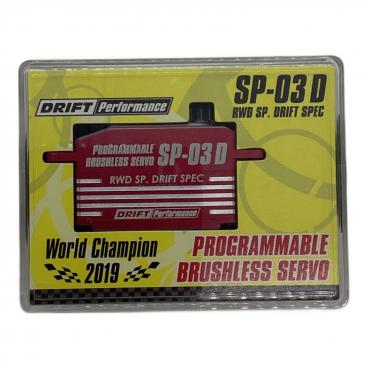 DRIFT Performance
SP-03 D
RWD SP. DRIFT SPEC
PROGRAMMABLE
BRUSHLESS SERVO SP-03 D
RWD SP. DRIFT SPEC
DRIFT Performance
World Champion
2019
PROGRAMMABLE
BRUSHLESS SERVO